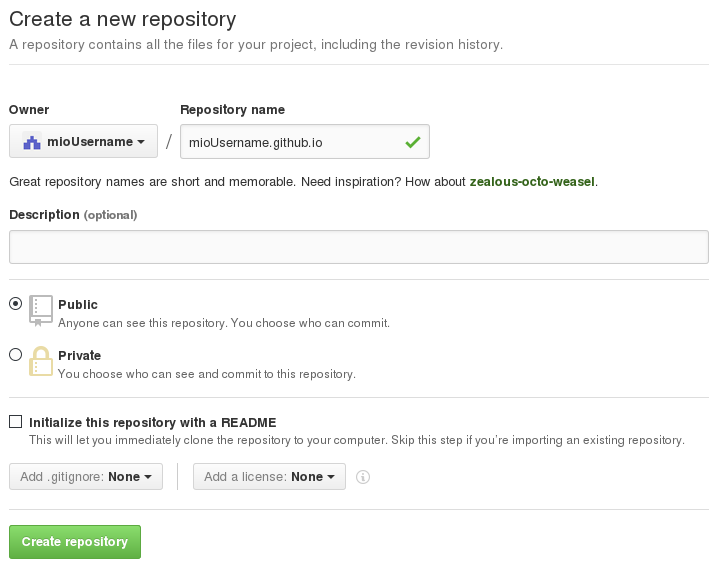 Create a new repository
A repository contains all the files for your project, including the revision history.
Owner
Repository name
mioUsername
/
mioUsername.github.io
Great repository names are short and memorable. Need inspiration? How about zealous-octo-weasel.
Description (optional)
Public
Anyone can see this repository. You choose who can commit.
Private
You choose who can see and commit to this repository.
Initialize this repository with a README
This will let you immediately clone the repository to your computer. Skip this step if you’re importing an existing repository.
Add .gitignore: None
Add a license: None
Create repository